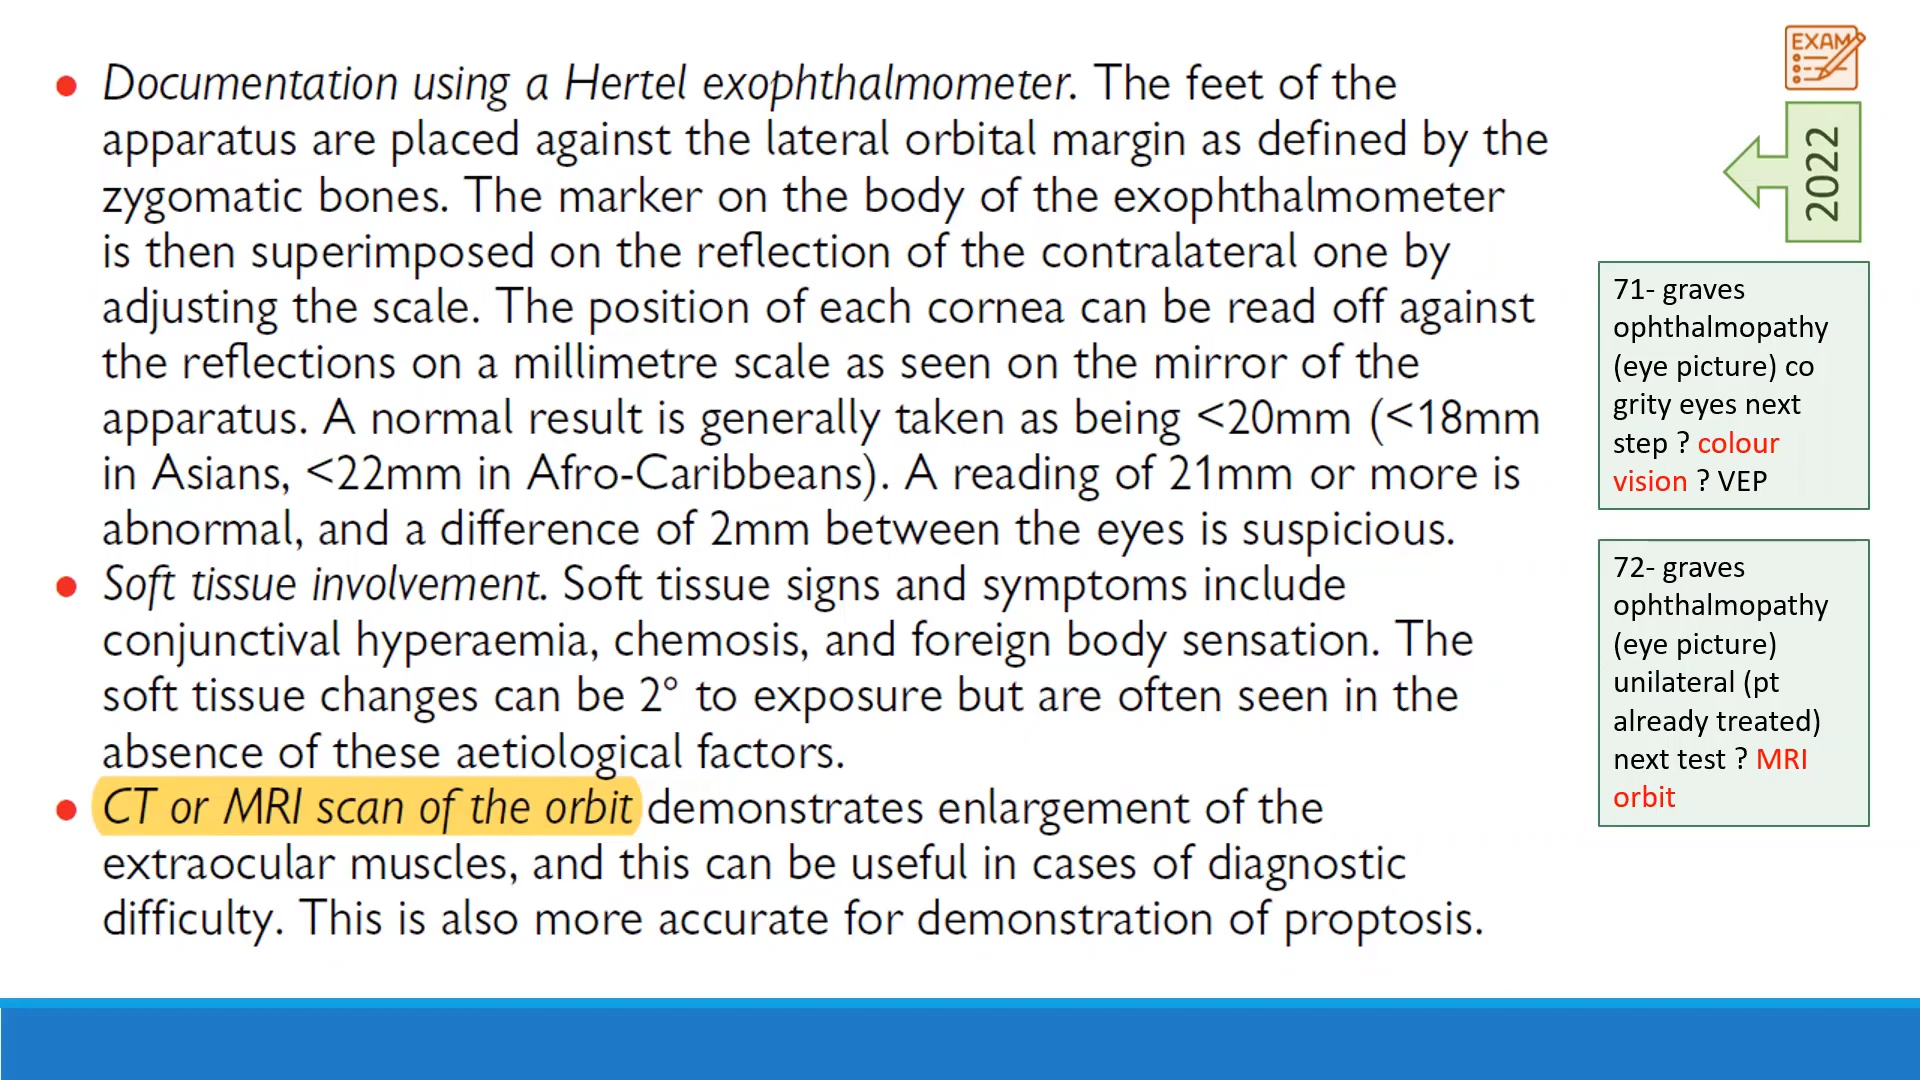 • Documentation using a Hertel exophthalmometer. The feet of the
apparatus are placed against the lateral orbital margin as defined by the
zygomatic bones. The marker on the body of the exophthalmometer
is then superimposed on the reflection of the contralateral one by
adjusting the scale. The position of each cornea can be read off against
the reflections on a millimetre scale as seen on the mirror of the
apparatus. A normal result is generally taken as being <20mm (<18mm
in Asians, <22mm in Afro-Caribbeans). A reading of 21mm or more is
abnormal, and a difference of 2mm between the eyes is suspicious.
• Soft tissue involvement. Soft tissue signs and symptoms include
conjunctival hyperaemia, chemosis, and foreign body sensation. The
soft tissue changes can be 2° to exposure but are often seen in the
absence of these aetiological factors.
• CT or MRI scan of the orbit demonstrates enlargement of the
extraocular muscles, and this can be useful in cases of diagnostic
difficulty. This is also more accurate for demonstration of proptosis.
EXAM
2022
71- graves
ophthalmopathy
(eye picture) co
grity eyes next
step ? colour
vision ? VEP
72- graves
ophthalmopathy
(eye picture)
unilateral (pt
already treated)
next test ? MRI
orbit